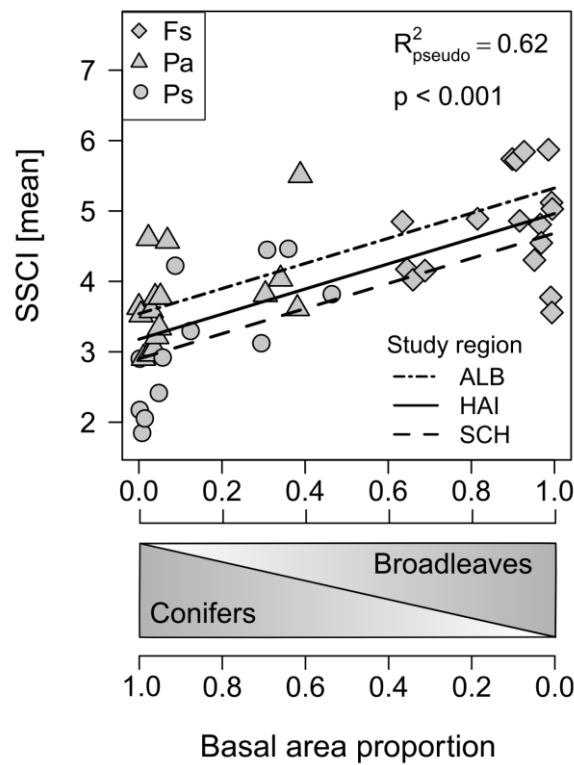 Fs
Pa
Ps
R²pseudo = 0.62
p < 0.001
SSCI [mean]
7
6
5
4
3
2
Study region
ALB
HAI
SCH
0.0 0.2 0.4 0.6 0.8 1.0
Broadleaves
Conifers
1.0 0.8 0.6 0.4 0.2 0.0
Basal area proportion